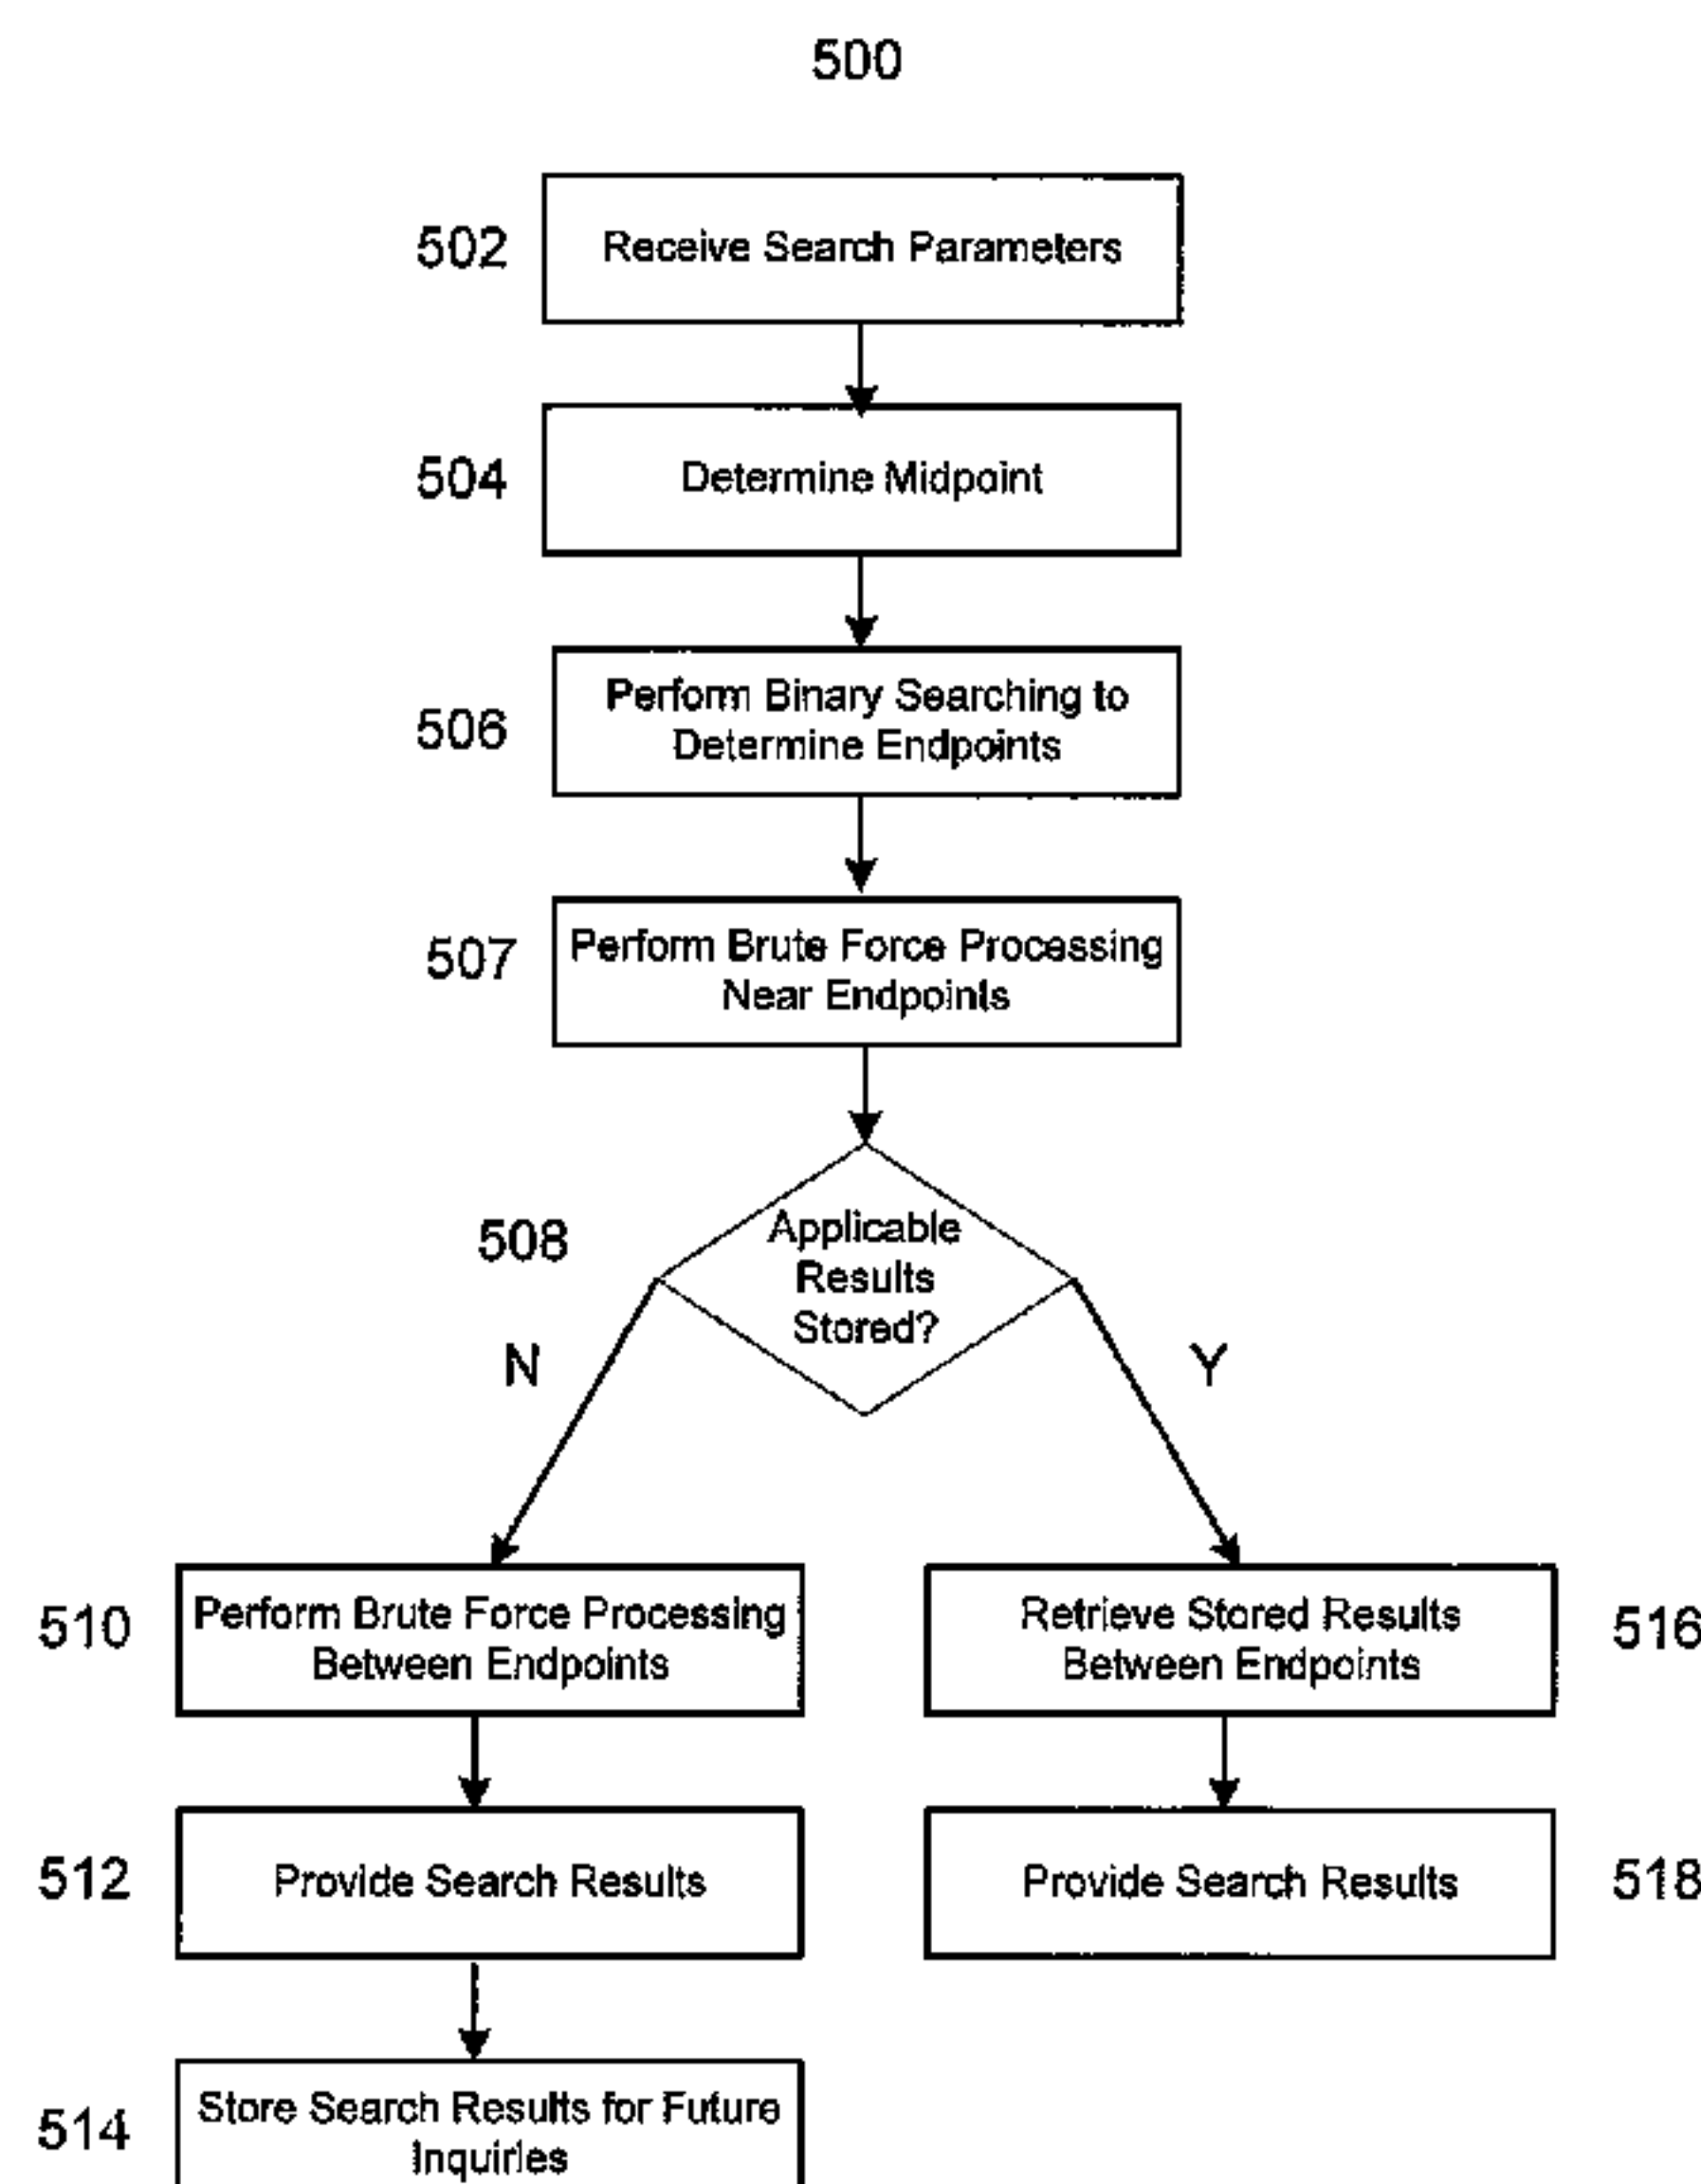 500
502
Receive Search Parameters
504
Determine Midpoint
506
Perform Binary Searching to
Determine Endpoints
507
Perform Brute Force Processing
Near Endpoints
508
Applicable
Results
Stored?
N
Y
510
Perform Brute Force Processing
Between Endpoints
Retrieve Stored Results
Between Endpoints
516
512
Provide Search Results
Provide Search Results
518
514
Store Search Results for Future
Inquiries